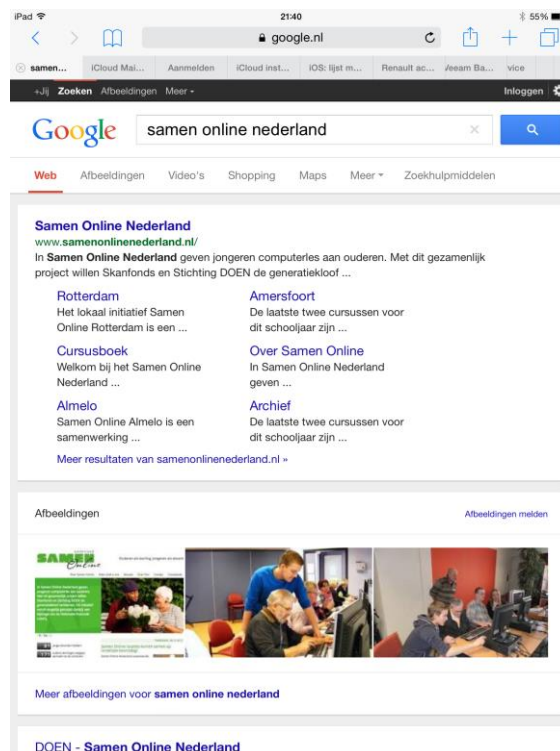 iPad 21:40 55%
google.nl
samen... iCloud Mai... Aanmelden iCloud inst... iOS: lijst m... Renault ac... Veeam Ba... vice
+Jij Zoeken Afbeeldingen Meer Inloggen
Google samen online nederland
Web Afbeeldingen Video's Shopping Maps Meer Zoekhulpmiddelen
Samen Online Nederland
www.samenonlinenederland.nl/
In Samen Online Nederland geven jongeren computerles aan ouderen. Met dit gezamenlijk
project willen Skanfonds en Stichting DOEN de generatiekloof ...
Rotterdam
Het lokaal initiatief Samen
Online Rotterdam is een ...
Amersfoort
De laatste twee cursussen voor
dit schooljaar zijn ...
Cursusboek
Welkom bij het Samen Online
Nederland ...
Over Samen Online
In Samen Online Nederland
geven ...
Almelo
Samen Online Almelo is een
samenwerking ...
Archief
De laatste twee cursussen voor
dit schooljaar zijn ...
Meer resultaten van samenonlinenederland.nl »
Afbeeldingen Afbeeldingen melden
SAMEN
Online
Meer afbeeldingen voor samen online nederland
DOEN - Samen Online Nederland